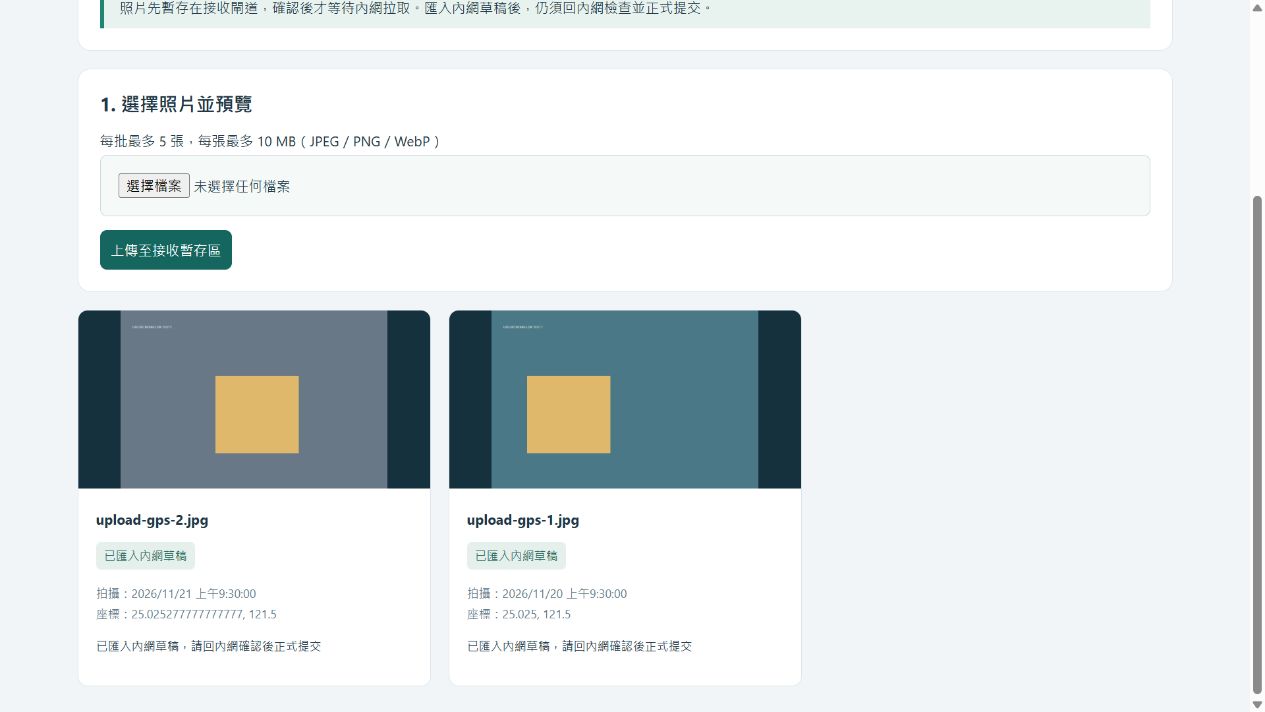 照片先暫存在接收閘道，確認後才等待內網拉取。匯入內網草稿後，仍須回內網檢查並正式提交。
1. 選擇照片並預覽
每批最多 5 張，每張最多 10 MB（JPEG / PNG / WebP）
選擇檔案 未選擇任何檔案
上傳至接收暫存區
upload-gps-2.jpg
已匯入內網草稿
拍攝：2026/11/21 上午9:30:00
座標：25.025277777777777, 121.5
已匯入內網草稿，請回內網確認後正式提交
upload-gps-1.jpg
已匯入內網草稿
拍攝：2026/11/20 上午9:30:00
座標：25.025, 121.5
已匯入內網草稿，請回內網確認後正式提交